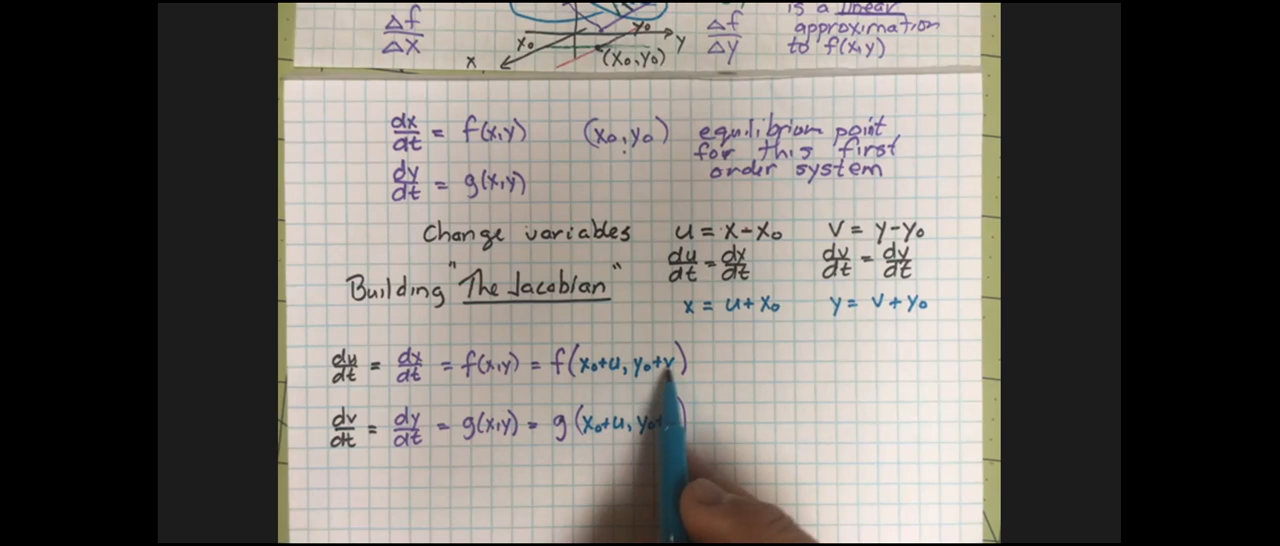 is a linear
Δf/Δx Δf/Δy approximation
x₀ y₀ y to f(x,y)
x (x₀,y₀)
dx/dt = f(x,y) (x₀,y₀) equilibrium point
for this first
dy/dt = g(x,y) order system
Change variables u = x-x₀ v = y-y₀
du/dt = dx/dt dv/dt = dy/dt
Building "The Jacobian"
x = u+x₀ y = v+y₀
du/dt = dx/dt = f(x,y) = f(x₀+u, y₀+v)
dv/dt = dy/dt = g(x,y) = g(x₀+u, y₀+ )